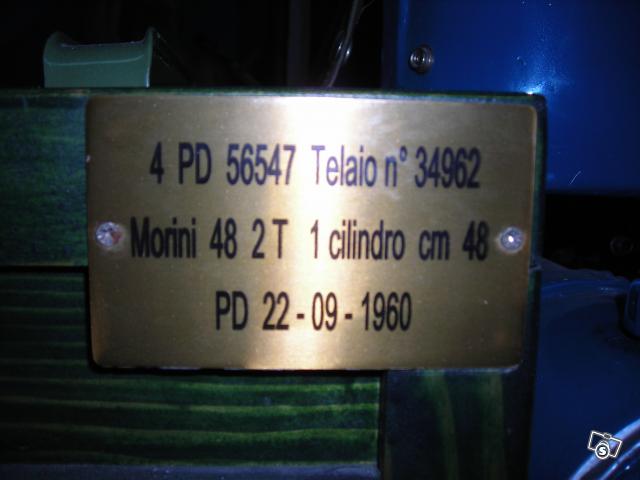 4 PD 56547 Telaio n° 34962
Morini 48 2 T 1 cilindro cm 48
PD 22 - 09 - 1960